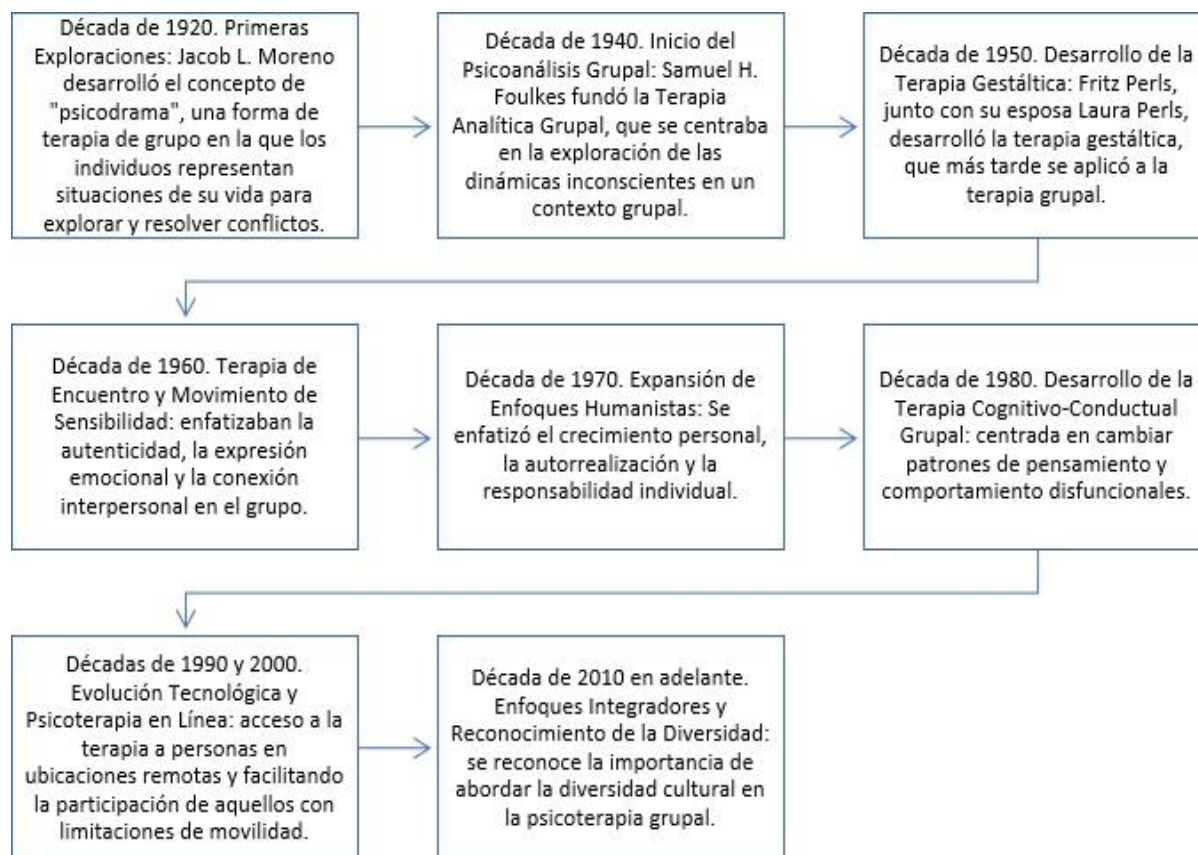 Década de 1920. Primeras
Exploraciones: Jacob L. Moreno
desarrolló el concepto de
"psicodrama", una forma de
terapia de grupo en la que los
individuos representan
situaciones de su vida para
explorar y resolver conflictos.
Década de 1940. Inicio del
Psicoanálisis Grupal: Samuel H.
Foulkes fundó la Terapia
Analítica Grupal, que se centraba
en la exploración de las
dinámicas inconscientes en un
contexto grupal.
Década de 1950. Desarrollo de la
Terapia Gestáltica: Fritz Perls,
junto con su esposa Laura Perls,
desarrolló la terapia gestáltica,
que más tarde se aplicó a la
terapia grupal.
Década de 1960. Terapia de
Encuentro y Movimiento de
Sensibilidad: enfatizaban la
autenticidad, la expresión
emocional y la conexión
interpersonal en el grupo.
Década de 1970. Expansión de
Enfoques Humanistas: Se
enfatizó el crecimiento personal,
la autorrealización y la
responsabilidad individual.
Década de 1980. Desarrollo de la
Terapia Cognitivo-Conductual
Grupal: centrada en cambiar
patrones de pensamiento y
comportamiento disfuncionales.
Décadas de 1990 y 2000.
Evolución Tecnológica y
Psicoterapia en Línea: acceso a la
terapia a personas en
ubicaciones remotas y facilitando
la participación de aquellos con
limitaciones de movilidad.
Década de 2010 en adelante.
Enfoques Integradores y
Reconocimiento de la Diversidad:
se reconoce la importancia de
abordar la diversidad cultural en
la psicoterapia grupal.